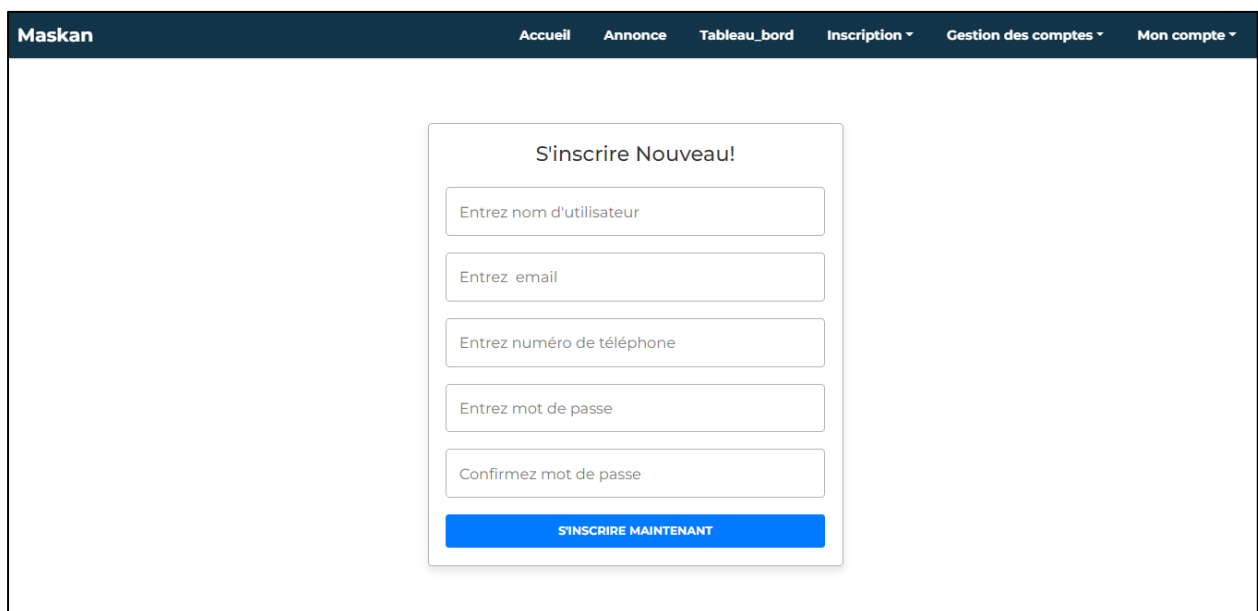 Maskan Accueil Annonce Tableau_bord Inscription Gestion des comptes Mon compte
S'inscrire Nouveau!
Entrez nom d'utilisateur
Entrez  email
Entrez numéro de téléphone
Entrez mot de passe
Confirmez mot de passe
S'INSCRIRE MAINTENANT